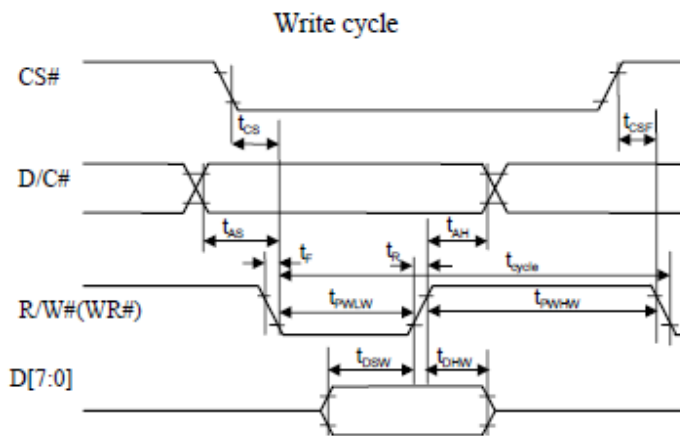 Write cycle
CS#
tCS
tCSF
D/C#
tAS
tAH
tF
tR
tcycle
R/W#(WR#)
tPWLW
tPWHW
tDSW
tDHW
D[7:0]